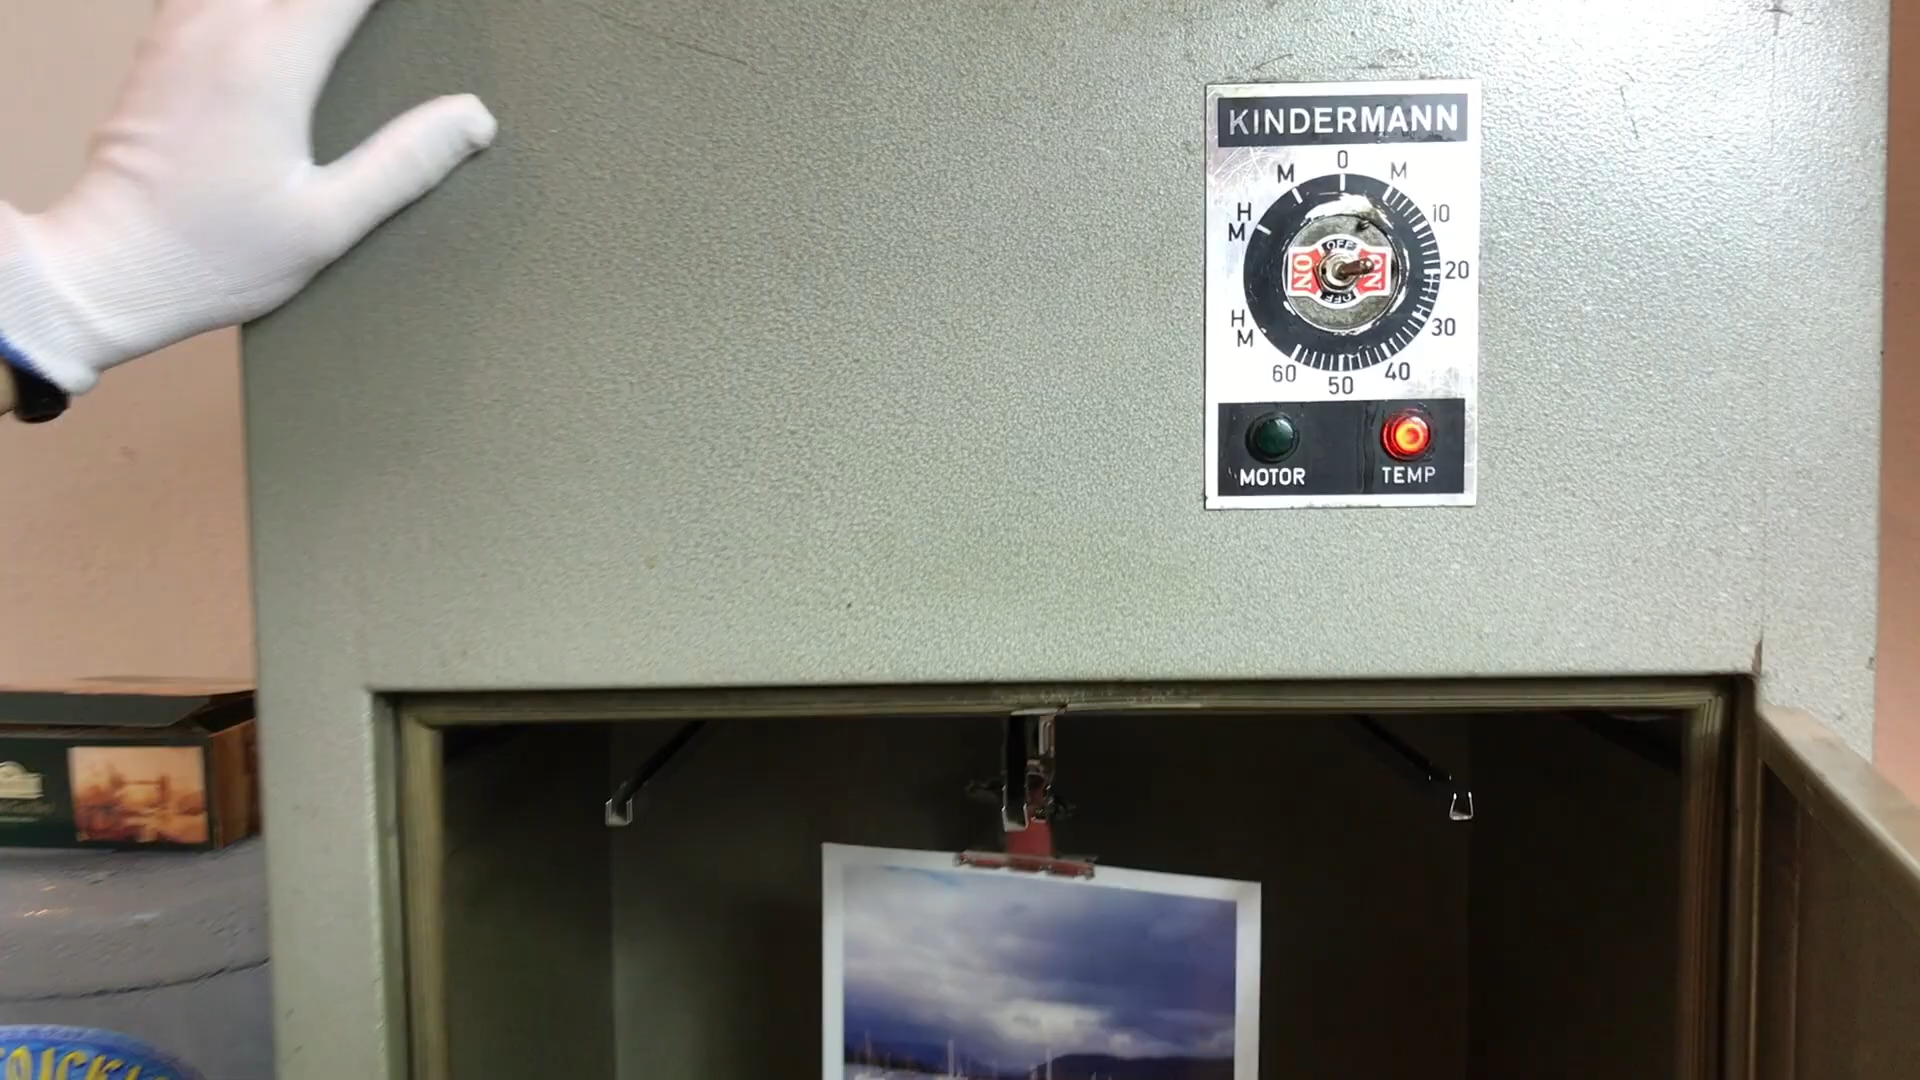 KINDERMANN
0
M M
H
M
10
OFF
ON ON
OFF
20
H
M
30
60 40
50
MOTOR TEMP